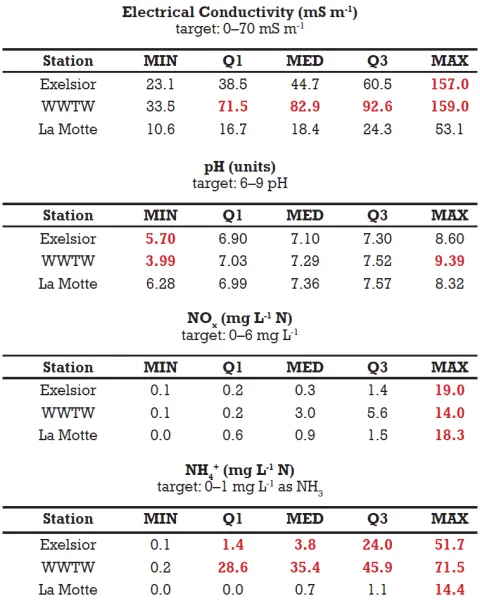 Electrical Conductivity (mS m⁻¹)
target: 0–70 mS m⁻¹
Station MIN Q1 MED Q3 MAX
Exelsior 23.1 38.5 44.7 60.5 157.0
WWTW 33.5 71.5 82.9 92.6 159.0
La Motte 10.6 16.7 18.4 24.3 53.1
pH (units)
target: 6–9 pH
Station MIN Q1 MED Q3 MAX
Exelsior 5.70 6.90 7.10 7.30 8.60
WWTW 3.99 7.03 7.29 7.52 9.39
La Motte 6.28 6.99 7.36 7.57 8.32
NOₓ (mg L⁻¹ N)
target: 0–6 mg L⁻¹
Station MIN Q1 MED Q3 MAX
Exelsior 0.1 0.2 0.3 1.4 19.0
WWTW 0.1 0.2 3.0 5.6 14.0
La Motte 0.0 0.6 0.9 1.5 18.3
NH₄⁺ (mg L⁻¹ N)
target: 0–1 mg L⁻¹ as NH₃
Station MIN Q1 MED Q3 MAX
Exelsior 0.1 1.4 3.8 24.0 51.7
WWTW 0.2 28.6 35.4 45.9 71.5
La Motte 0.0 0.0 0.7 1.1 14.4